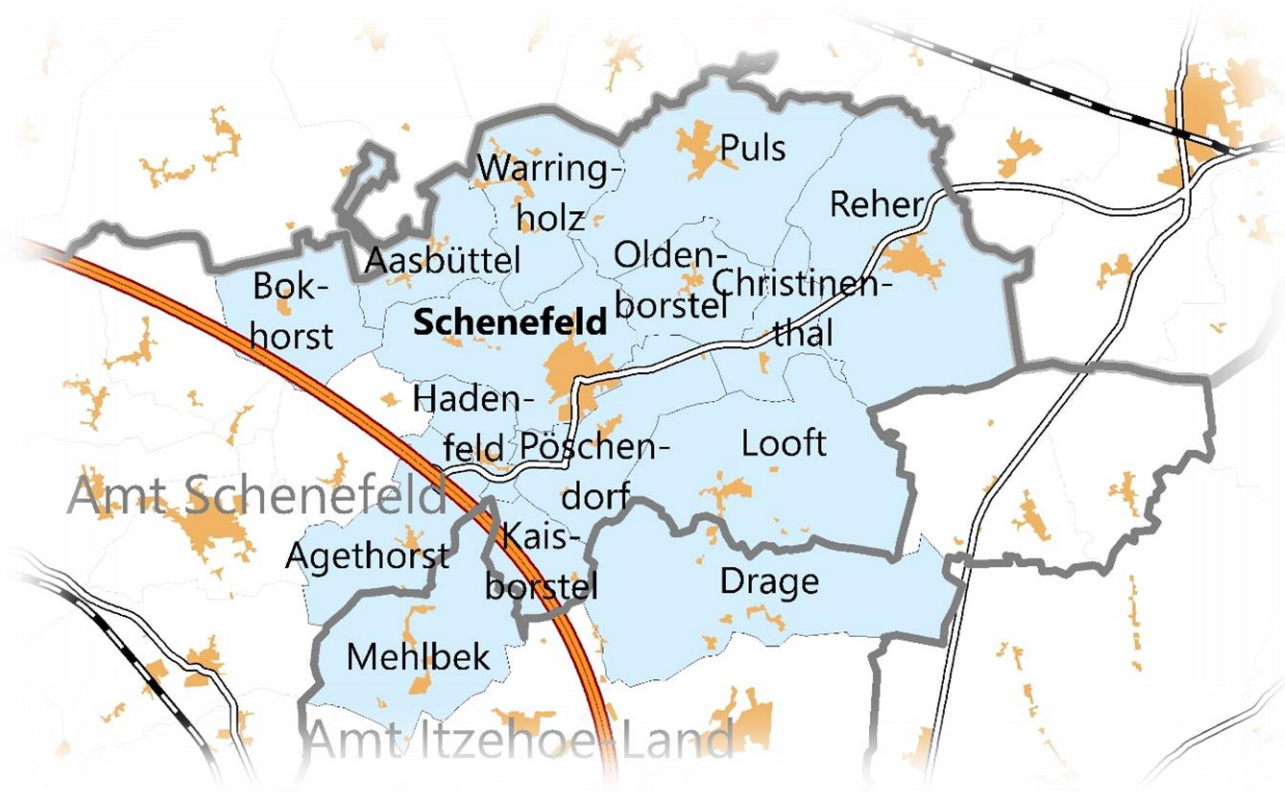 Puls
Warring-
holz
Reher
Aasbüttel
Olden-
borstel
Christinen-
thal
Bok-
horst
Schenefeld
Haden-
feld
Pöschen-
dorf
Looft
Amt Schenefeld
Kais-
borstel
Agethorst
Drage
Mehlbek
Amt Itzehoe-Land